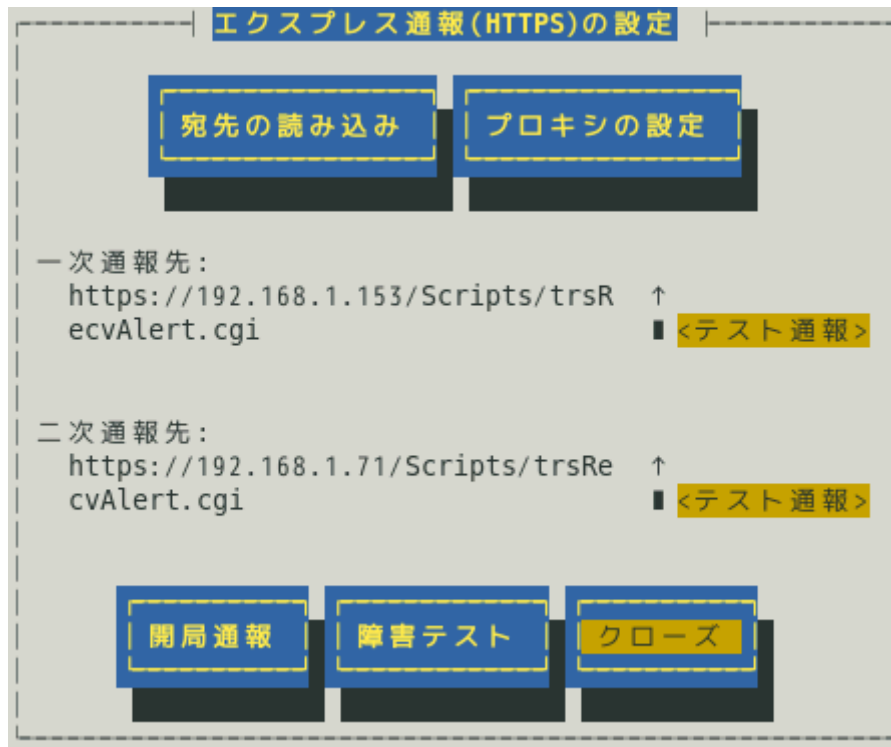 エクスプレス通報(HTTPS)の設定
宛先の読み込み プロキシの設定
一次通報先:
https://192.168.1.153/Scripts/trsR ↑
ecvAlert.cgi <テスト通報>
二次通報先:
https://192.168.1.71/Scripts/trsRe ↑
cvAlert.cgi <テスト通報>
開局通報 障害テスト クローズ